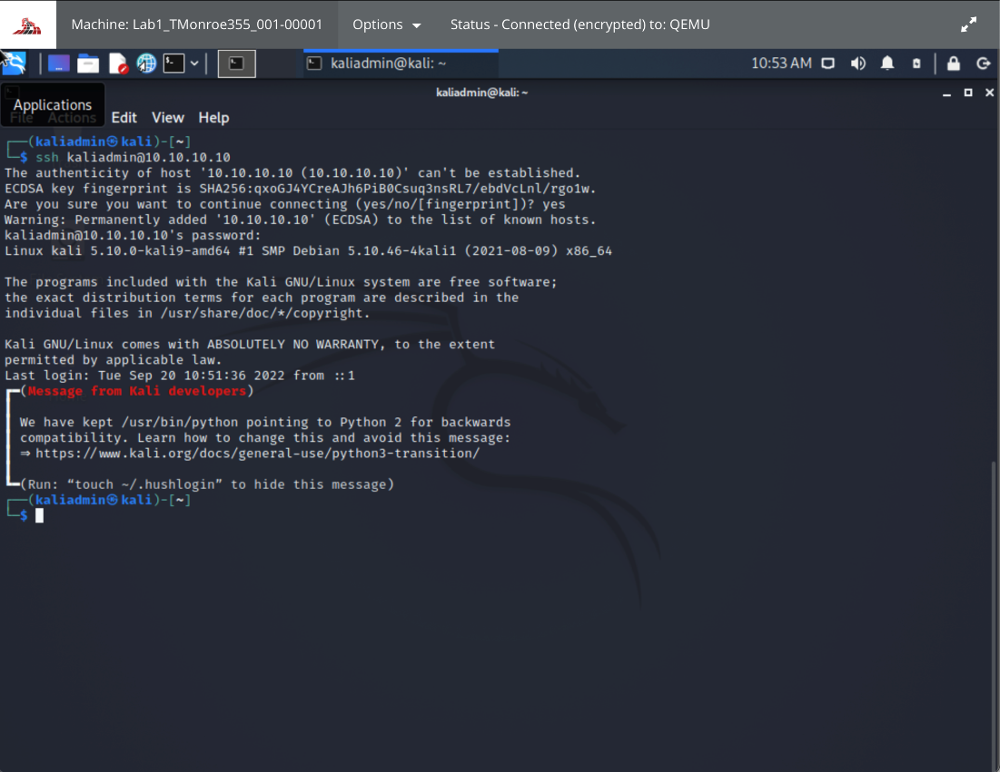 Machine: Lab1_TMonroe355_001-00001 Options Status - Connected (encrypted) to: QEMU
kaliadmin@kali: ~ 10:53 AM
kaliadmin@kali: ~
Applications
File Actions Edit View Help
┌──(kaliadmin㉿kali)-[~]
└─$ ssh kaliadmin@10.10.10.10
The authenticity of host '10.10.10.10 (10.10.10.10)' can't be established.
ECDSA key fingerprint is SHA256:qxoGJ4YCreAJh6PiB0Csuq3nsRL7/ebdVcLnl/rgo1w.
Are you sure you want to continue connecting (yes/no/[fingerprint])? yes
Warning: Permanently added '10.10.10.10' (ECDSA) to the list of known hosts.
kaliadmin@10.10.10.10's password:
Linux kali 5.10.0-kali9-amd64 #1 SMP Debian 5.10.46-4kali1 (2021-08-09) x86_64
The programs included with the Kali GNU/Linux system are free software;
the exact distribution terms for each program are described in the
individual files in /usr/share/doc/*/copyright.
Kali GNU/Linux comes with ABSOLUTELY NO WARRANTY, to the extent
permitted by applicable law.
Last login: Tue Sep 20 10:51:36 2022 from ::1
┏━(Message from Kali developers)
┃ We have kept /usr/bin/python pointing to Python 2 for backwards
┃ compatibility. Learn how to change this and avoid this message:
┃ ⇒ https://www.kali.org/docs/general-use/python3-transition/
┗━(Run: “touch ~/.hushlogin” to hide this message)
┌──(kaliadmin㉿kali)-[~]
└─$